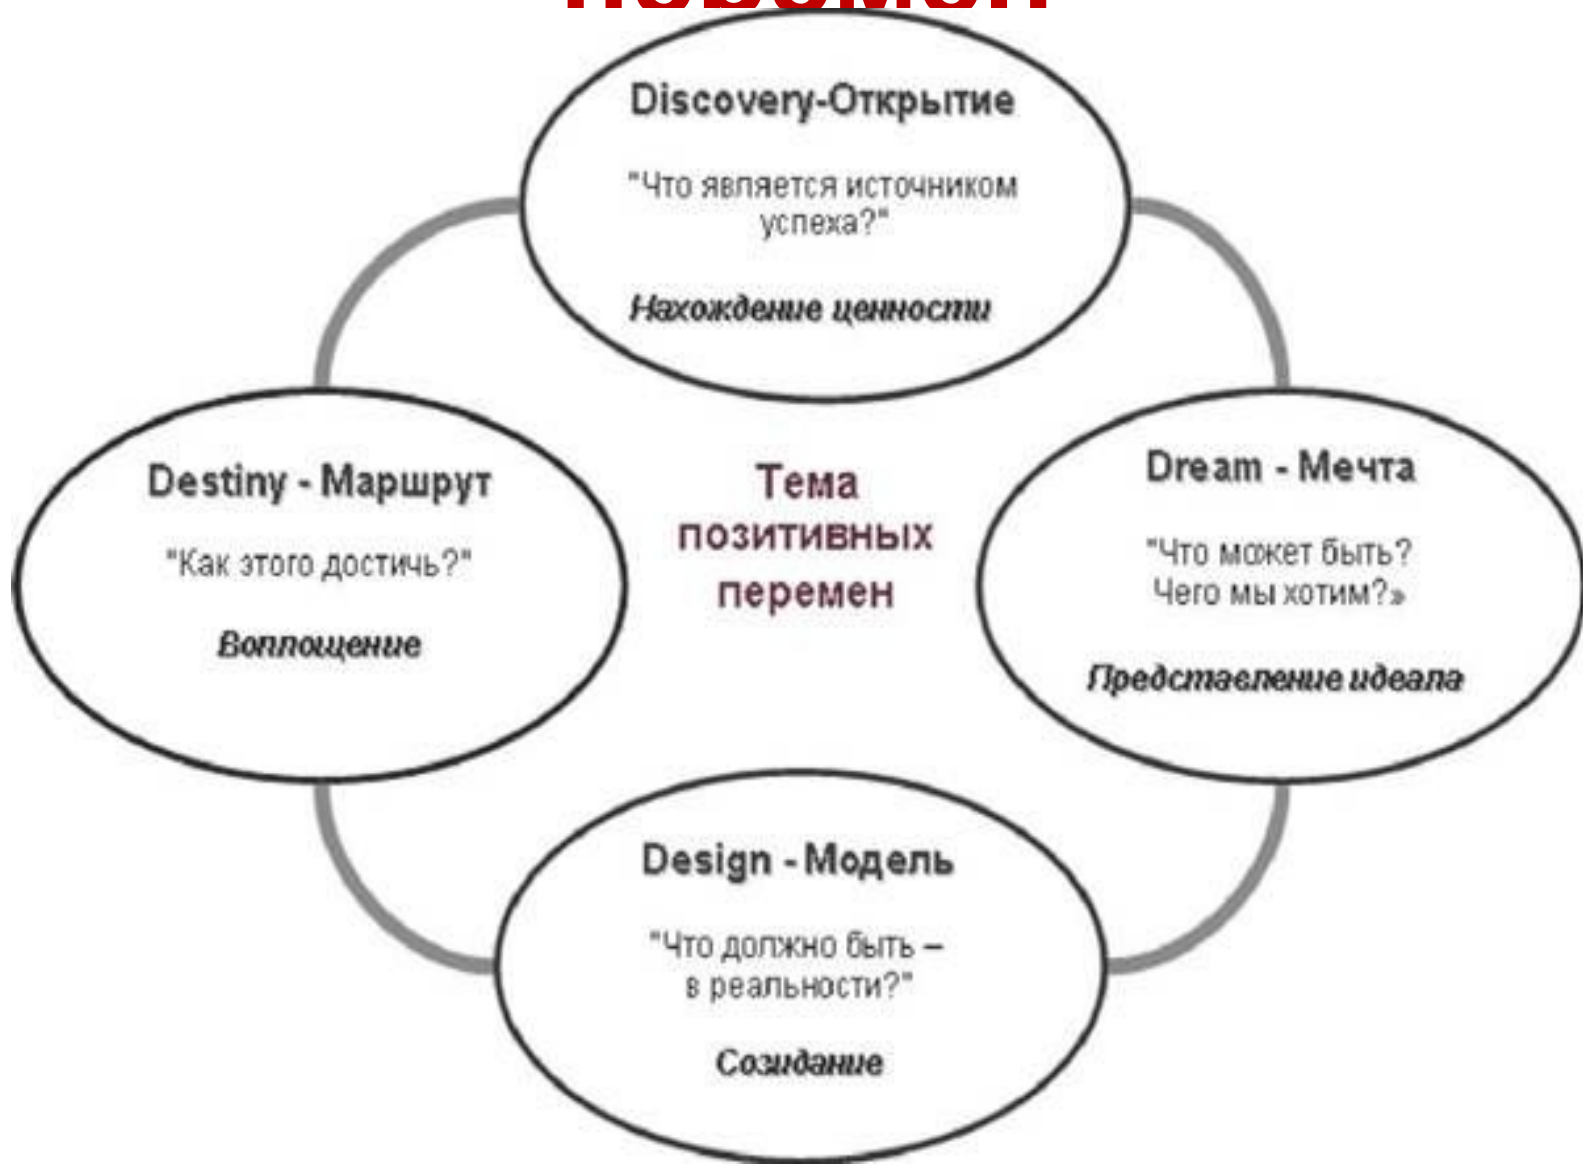 Discovery-Открытие
"Что является источником
успеха?"
Нахождение ценности
Destiny - Маршрут
"Как этого достичь?"
Воплощение
Тема
позитивных
перемен
Dream - Мечта
"Что может быть?
Чего мы хотим?»
Представление идеала
Design - Модель
"Что должно быть –
в реальности?"
Созидание